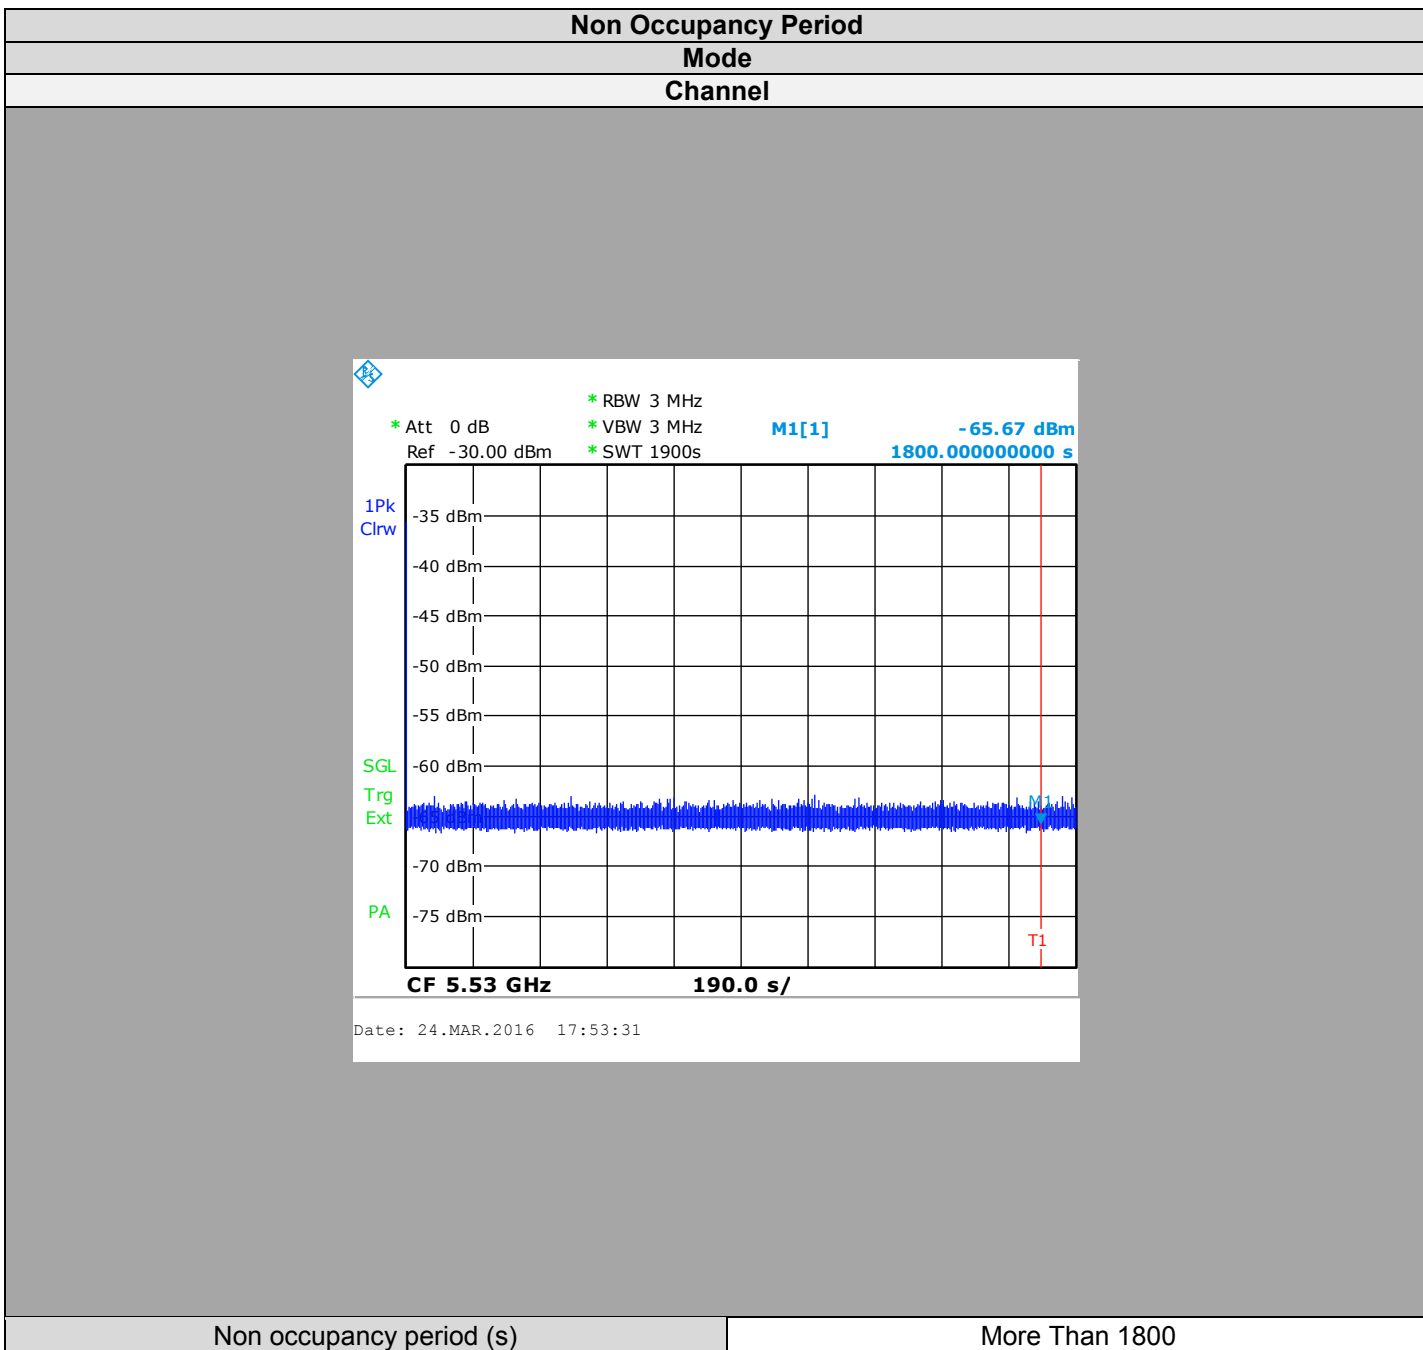 Non Occupancy Period
Mode
Channel
* RBW 3 MHz
* Att 0 dB * VBW 3 MHz M1[1] -65.67 dBm
Ref -30.00 dBm * SWT 1900s 1800.000000000 s
1Pk
Clrw
-35 dBm
-40 dBm
-45 dBm
-50 dBm
-55 dBm
SGL
-60 dBm
Trg
M1
Ext
-65 dBm
-70 dBm
PA
-75 dBm
T1
CF 5.53 GHz 190.0 s/
Date: 24.MAR.2016 17:53:31
Non occupancy period (s) More Than 1800